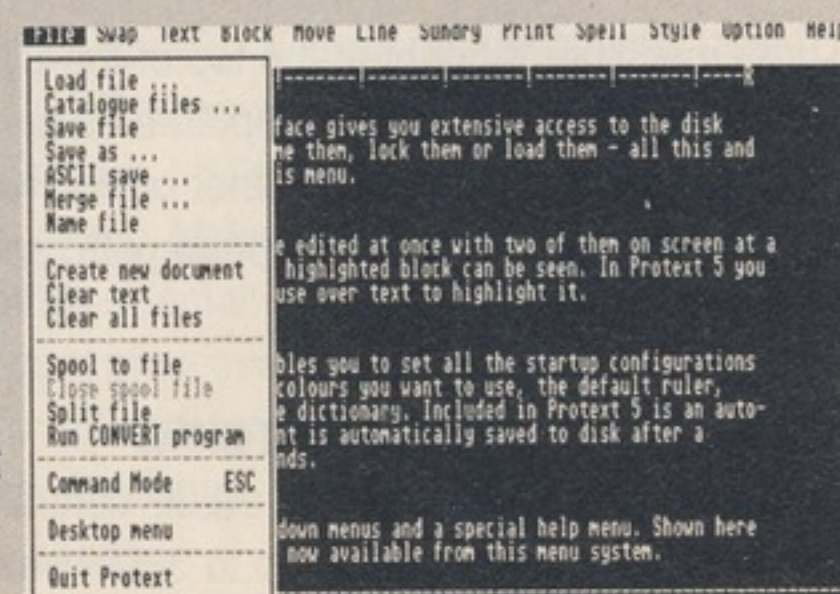 File Swap Text Block Move Line Sundry Print Spell Style Option Help
Load file ...
Catalogue files ...
Save file
Save as ...
ASCII save ...
Merge file ...
Name file
Create new document
Clear text
Clear all files
Spool to file
Close spool file
Split file
Run CONVERT program
Command Mode ESC
Desktop menu
Quit Protext
face gives you extensive access to the disk
me them, lock them or load them - all this and
is menu.
e edited at once with two of them on screen at a
highlighted block can be seen. In Protext 5 you
use over text to highlight it.
bles you to set all the startup configurations
colours you want to use, the default ruler,
e dictionary. Included in Protext 5 is an auto-
nt is automatically saved to disk after a
nds.
down menus and a special help menu. Shown here
now available from this menu system.